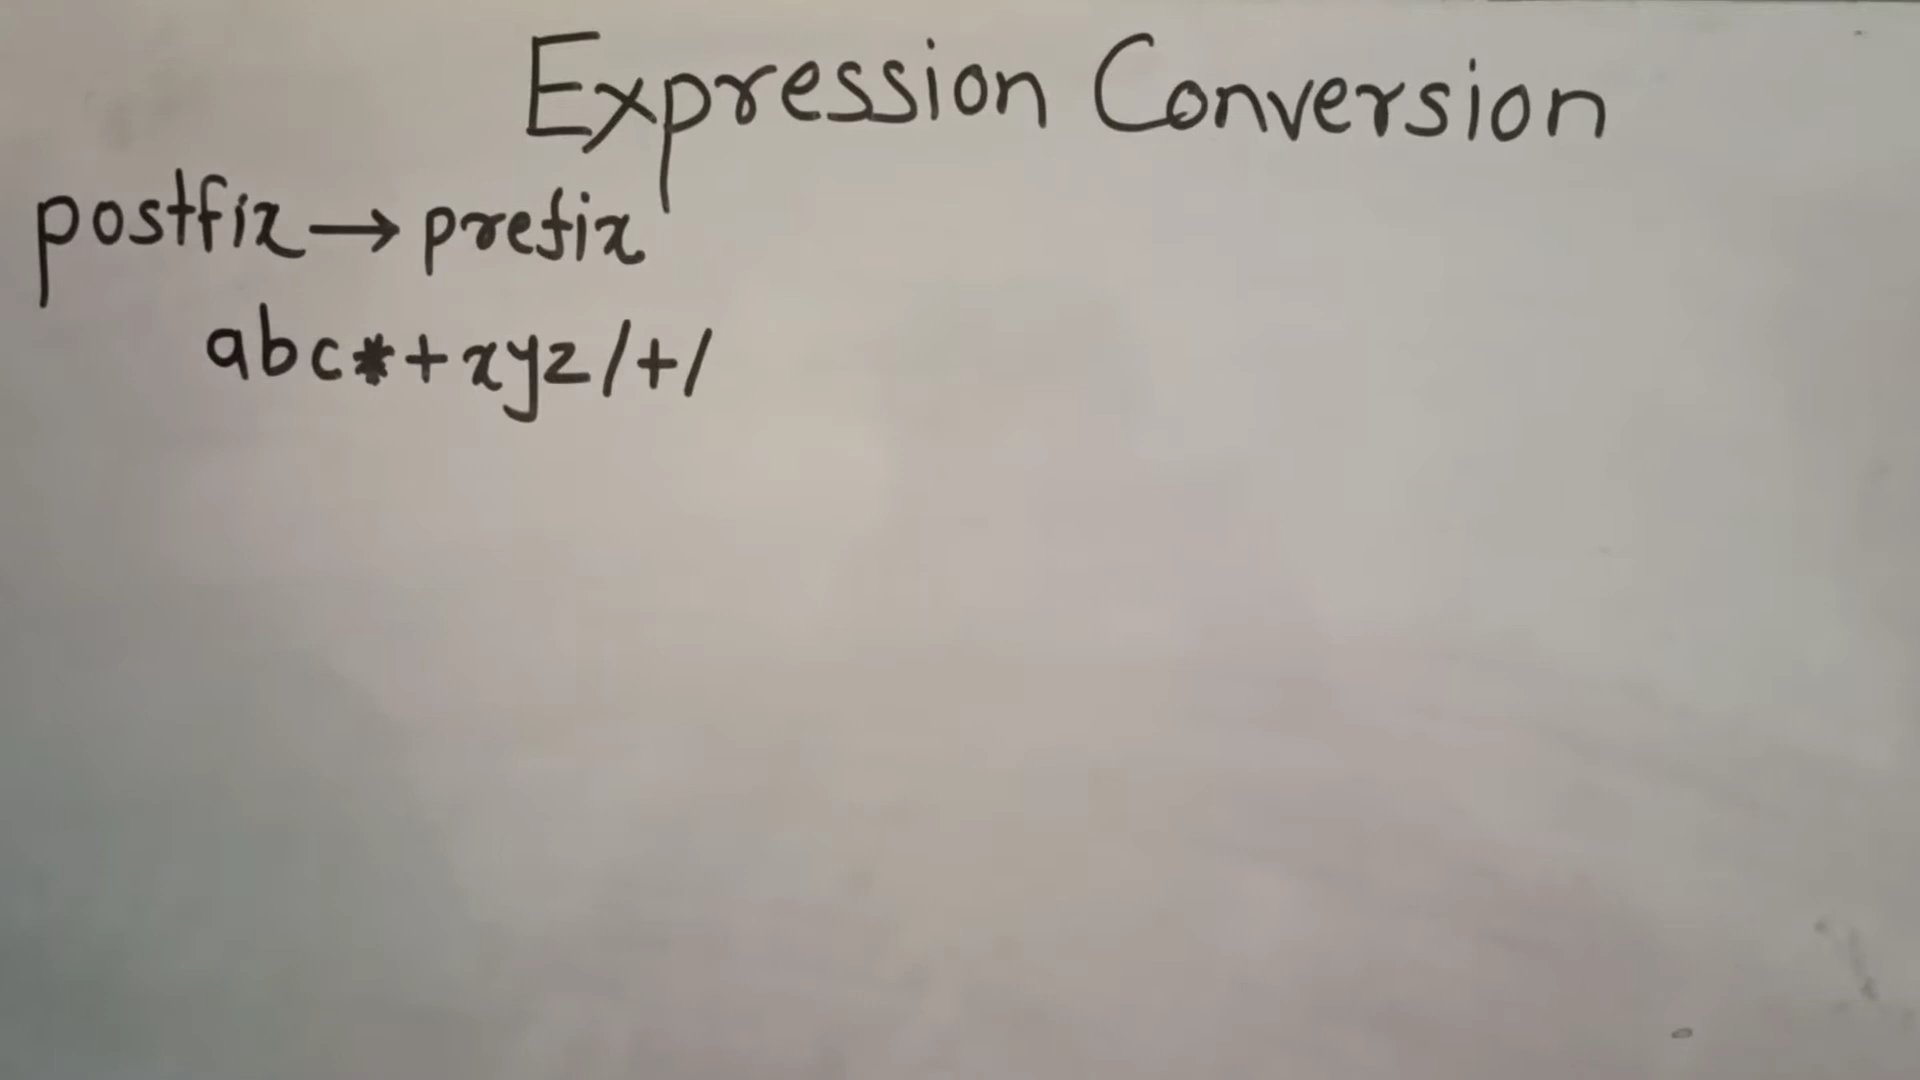 Expression Conversion
postfix → prefix
abc*+xyz/+/